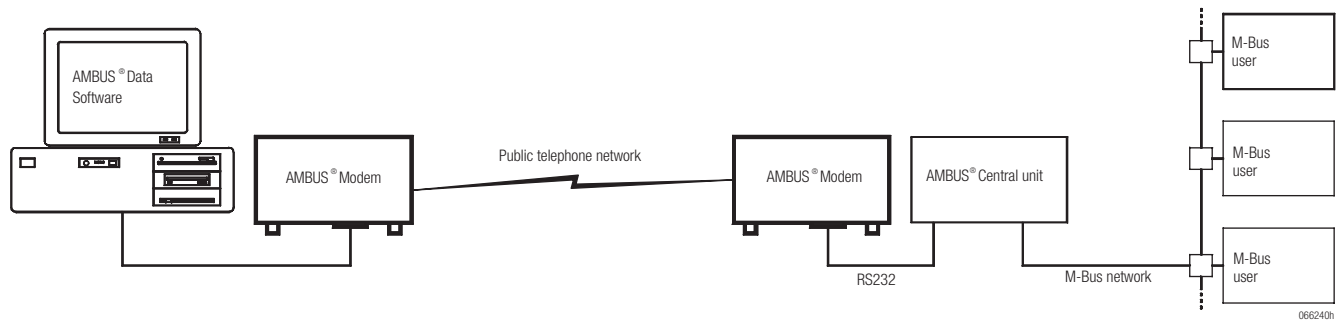 AMBUS® Data
Software
AMBUS® Modem
Public telephone network
AMBUS® Modem
AMBUS® Central unit
RS232
M-Bus network
M-Bus
user
M-Bus
user
M-Bus
user
066240h